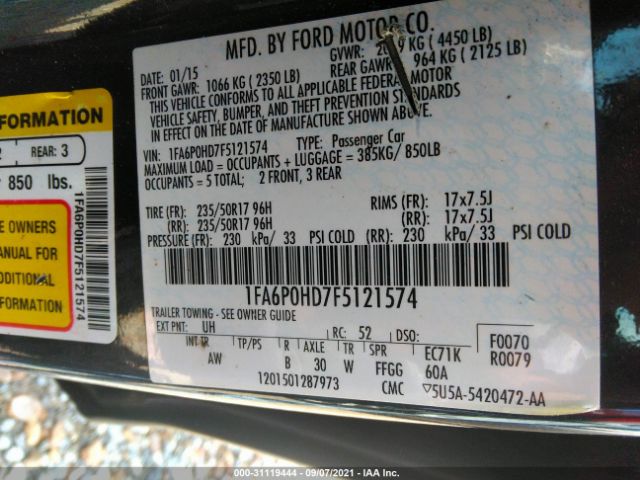 MFD. BY FORD MOTOR CO.
DATE: 01/15
GVWR: KG ( 4450 LB)
FRONT GAWR: 1066 KG ( 2350 LB)
REAR GAWR: 964 KG ( 2125 LB)
THIS VEHICLE CONFORMS TO ALL APPLICABLE FEDERAL MOTOR
VEHICLE SAFETY, BUMPER, AND THEFT PREVENTION STANDARDS
IN EFFECT ON THE DATE OF MANUFACTURE SHOWN ABOVE.
VIN: 1FA6P0HD7F5121574 TYPE: Passenger Car
MAXIMUM LOAD = OCCUPANTS + LUGGAGE = 385KG/ 850LB
OCCUPANTS = 5 TOTAL; 2 FRONT, 3 REAR
TIRE (FR): 235/50R17 96H RIMS (FR): 17x7.5J
(RR): 235/50R17 96H (RR): 17x7.5J
PRESSURE (FR): 230 kPa/ 33 PSI COLD (RR): 230 kPa/ 33 PSI COLD
1FA6P0HD7F5121574
TRAILER TOWING - SEE OWNER GUIDE
EXT PNT: UH RC: 52 DSO:
INT TR TP/PS R AXLE TR SPR EC71K F0070
AW B 30 W FFGG 60A R0079
1201501287973 CMC 5U5A-5420472-AA
FORMATION
2 REAR: 3
850 lbs.
E OWNERS
ANUAL FOR
DDITIONAL
FORMATION
1FA6P0HD7F5121574
000-31119444 - 09/07/2021 - IAA Inc.